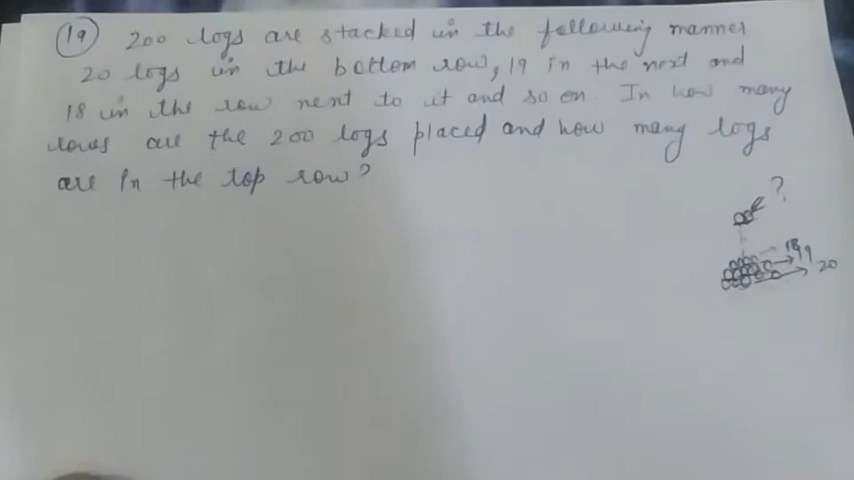 19 200 logs are stacked in the following manner
20 logs in the bottom row, 19 in the next and
18 in the row next to it and so on. In how many
rows are the 200 logs placed and how many logs
are in the top row?
?
18
19
20